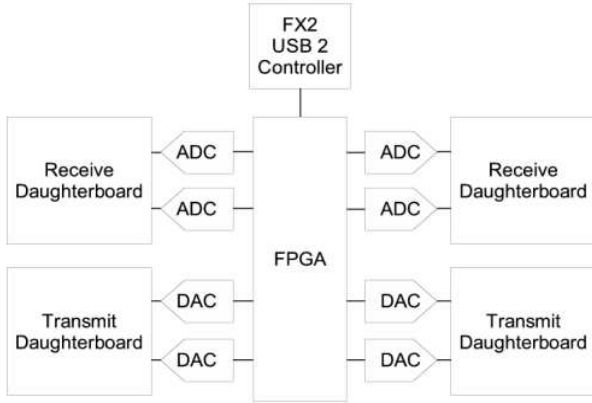 FX2
USB 2
Controller
Receive
Daughterboard
ADC
ADC
FPGA
ADC
ADC
Receive
Daughterboard
Transmit
Daughterboard
DAC
DAC
DAC
DAC
Transmit
Daughterboard